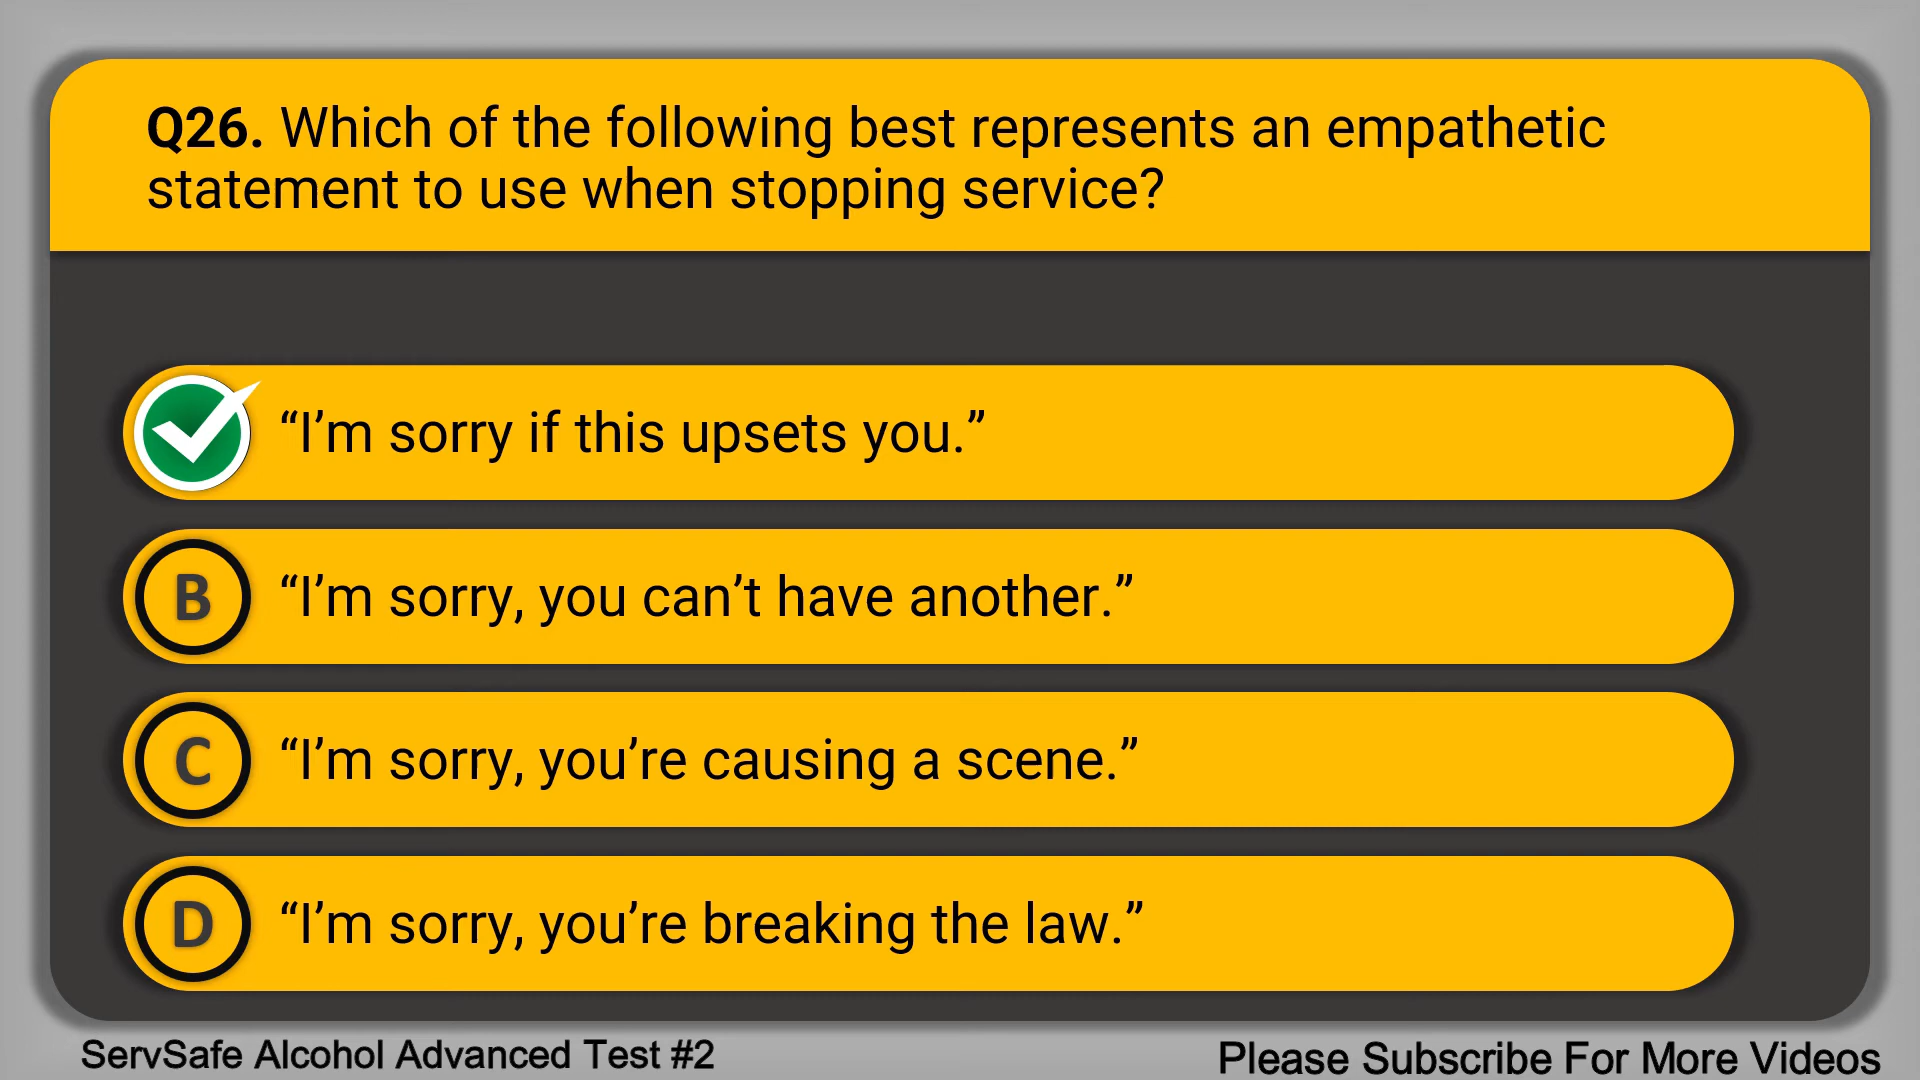 Q26. Which of the following best represents an empathetic
statement to use when stopping service?
“I’m sorry if this upsets you.”
B “I’m sorry, you can’t have another.”
C “I’m sorry, you’re causing a scene.”
D “I’m sorry, you’re breaking the law.”
ServSafe Alcohol Advanced Test #2
Please Subscribe For More Videos